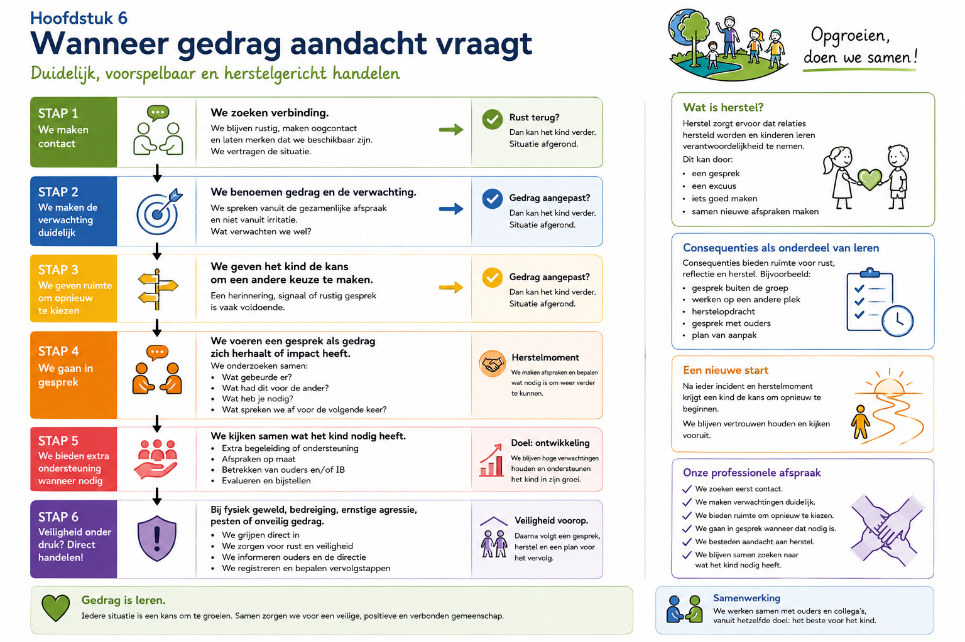 Hoofdstuk 6
Wanneer gedrag aandacht vraagt
Duidelijk, voorspelbaar en herstelgericht handelen
Opgroeien,
doen we samen!
STAP 1
We maken
contact
We zoeken verbinding.
We blijven rustig, maken oogcontact
en laten merken dat we beschikbaar zijn.
We vertragen de situatie.
Rust terug?
Dan kan het kind verder.
Situatie afgerond.
STAP 2
We maken de
verwachting
duidelijk
We benoemen gedrag en de verwachting.
We spreken vanuit de gezamenlijke afspraak
en niet vanuit irritatie.
Wat verwachten we wel?
Gedrag aangepast?
Dan kan het kind verder.
Situatie afgerond.
STAP 3
We geven ruimte
om opnieuw
te kiezen
We geven het kind de kans
om een andere keuze te maken.
Een herinnering, signaal of rustig gesprek
is vaak voldoende.
Gedrag aangepast?
Dan kan het kind verder.
Situatie afgerond.
STAP 4
We gaan in
gesprek
We voeren een gesprek als gedrag
zich herhaalt of impact heeft.
We onderzoeken samen:
• Wat gebeurde er?
• Wat had dit voor de ander?
• Wat heb je nodig?
• Wat spreken we af voor de volgende keer?
Herstelmoment
We maken afspraken en bepalen
wat nodig is om weer verder
te kunnen.
STAP 5
We bieden extra
ondersteuning
wanneer nodig
We kijken samen wat het kind nodig heeft.
• Extra begeleiding of ondersteuning
• Afspraken op maat
• Betrekken van ouders en/of IB
• Evalueren en bijstellen
Doel: ontwikkeling
We blijven hoge verwachtingen
houden en ondersteunen
het kind in zijn groei.
STAP 6
Veiligheid onder
druk? Direct
handelen!
Bij fysiek geweld, bedreiging, ernstige agressie,
pesten of onveilig gedrag.
• We grijpen direct in
• We zorgen voor rust en veiligheid
• We informeren ouders en de directie
• We registreren en bepalen vervolgstappen
Veiligheid voorop.
Daarna volgt een gesprek,
herstel en een plan voor
het vervolg.
Gedrag is leren.
Iedere situatie is een kans om te groeien. Samen zorgen we voor een veilige, positieve en verbonden gemeenschap.
Wat is herstel?
Herstel zorgt ervoor dat relaties
hersteld worden en kinderen leren
verantwoordelijkheid te nemen.
Dit kan door:
• een gesprek
• een excuus
• iets goed maken
• samen nieuwe afspraken maken
Consequenties als onderdeel van leren
Consequenties bieden ruimte voor rust,
reflectie en herstel. Bijvoorbeeld:
• gesprek buiten de groep
• werken op een andere plek
• herstelopdracht
• gesprek met ouders
• plan van aanpak
Een nieuwe start
Na ieder incident en herstelmoment
krijgt een kind de kans om opnieuw te
beginnen.
We blijven vertrouwen houden en kijken
vooruit.
Onze professionele afspraak
✓ We zoeken eerst contact.
✓ We maken verwachtingen duidelijk.
✓ We bieden ruimte om opnieuw te kiezen.
✓ We gaan in gesprek wanneer dat nodig is.
✓ We besteden aandacht aan herstel.
✓ We blijven samen zoeken naar
wat het kind nodig heeft.
Samenwerking
We werken samen met ouders en collega's,
vanuit hetzelfde doel: het beste voor het kind.